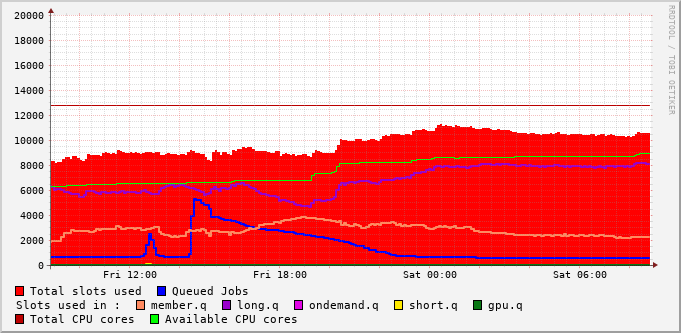 20000
18000
16000
14000
12000
10000
8000
6000
4000
2000
0
Fri 12:00 Fri 18:00 Sat 00:00 Sat 06:00
RRDTOOL / TOBI OETIKER
Total slots used Queued Jobs
Slots used in : member.q long.q ondemand.q short.q gpu.q
Total CPU cores Available CPU cores